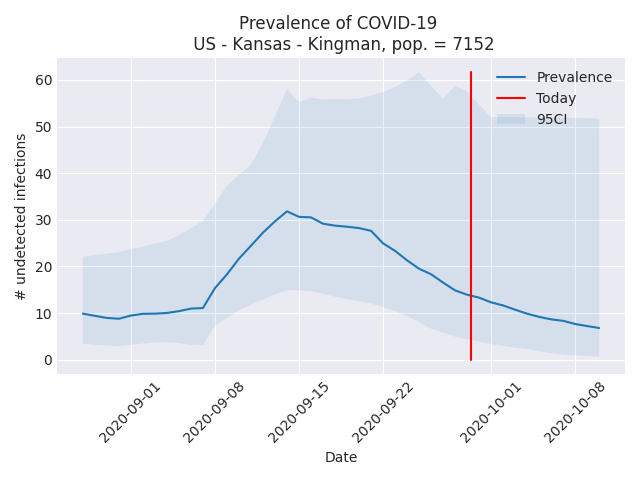 Prevalence of COVID-19
US - Kansas - Kingman, pop. = 7152
# undetected infections
60
50
40
30
20
10
0
Prevalence
Today
95CI
2020-09-01
2020-09-08
2020-09-15
2020-09-22
2020-10-01
2020-10-08
Date